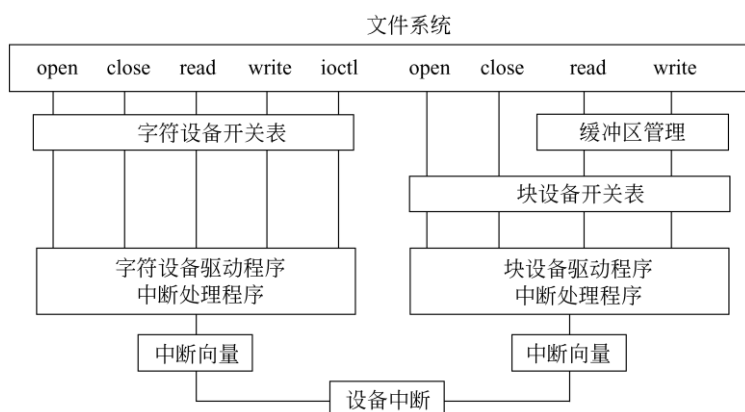 文件系统
open close read write ioctl open close read write
字符设备开关表 缓冲区管理
块设备开关表
字符设备驱动程序 块设备驱动程序
中断处理程序 中断处理程序
中断向量 中断向量
设备中断